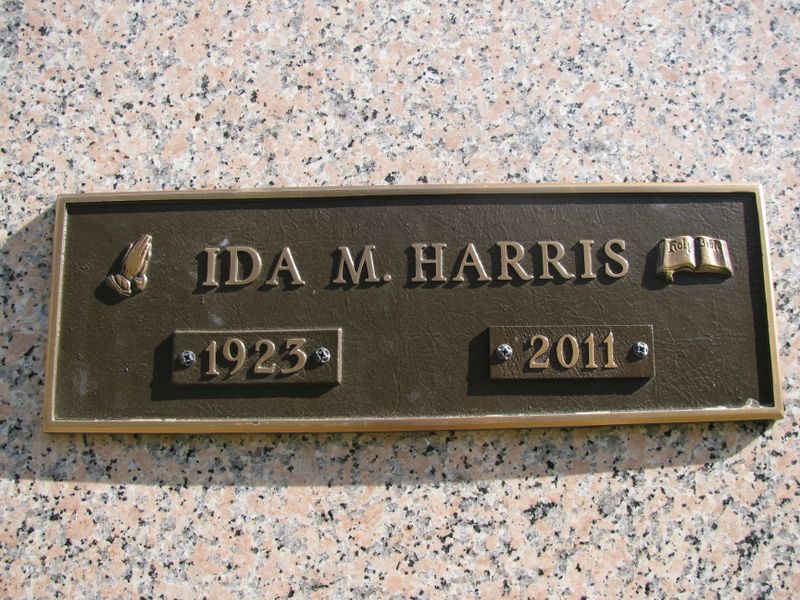 IDA M. HARRIS
Holy Bible
1923
2011